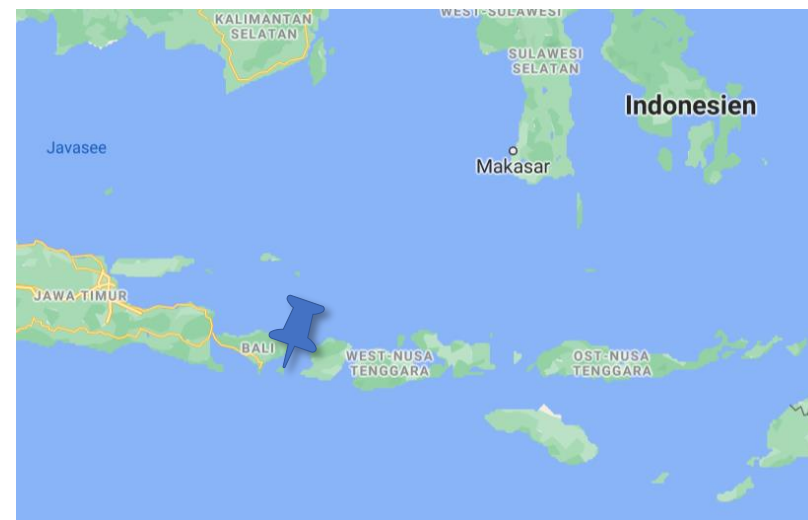 KALIMANTAN
SELATAN
WEST-SULAWESI
SULAWESI
SELATAN
Indonesien
Javasee
Makasar
JAWA TIMUR
BALI
WEST-NUSA
TENGGARA
OST-NUSA
TENGGARA